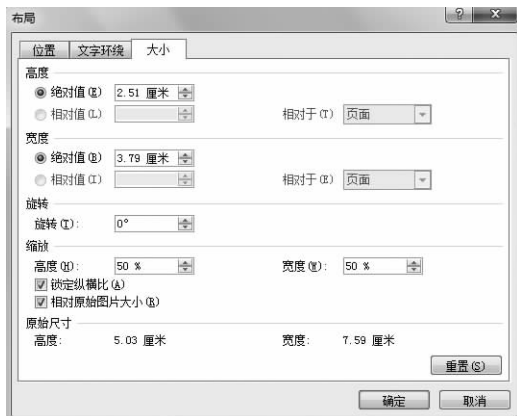 布局
位置 文字环绕 大小
高度
绝对值(E) 2.51 厘米
相对值(L) 相对于(T) 页面
宽度
绝对值(B) 3.79 厘米
相对值(I) 相对于(E) 页面
旋转
旋转(T): 0°
缩放
高度(H): 50 % 宽度(W): 50 %
锁定纵横比(A)
相对原始图片大小(R)
原始尺寸
高度: 5.03 厘米 宽度: 7.59 厘米
重置(S)
确定 取消